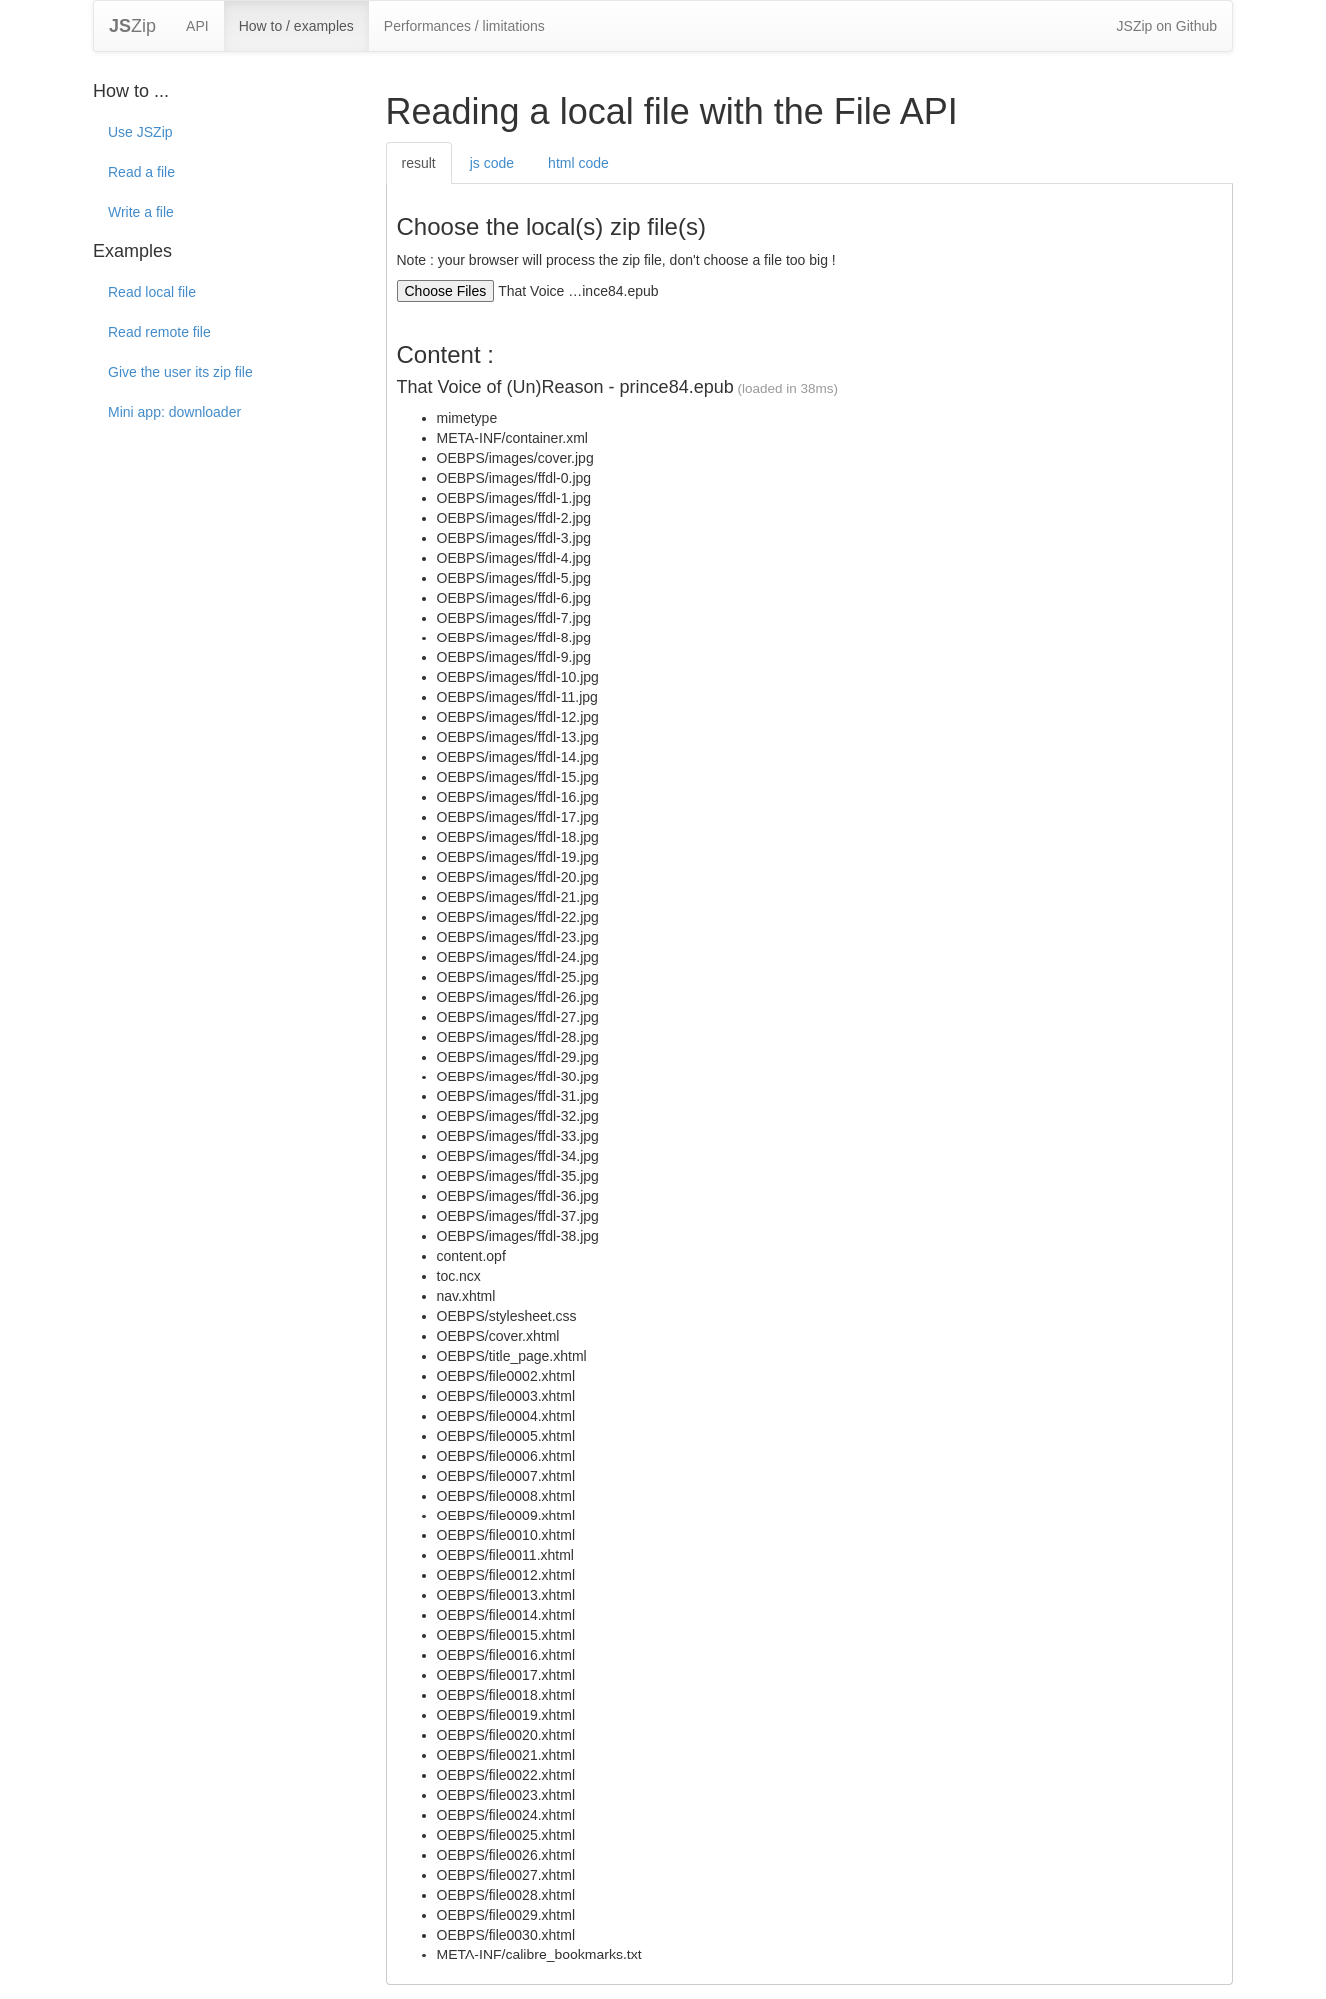 JSZip API How to / examples Performances / limitations JSZip on Github
How to ...
Use JSZip
Read a file
Write a file
Examples
Read local file
Read remote file
Give the user its zip file
Mini app: downloader
Reading a local file with the File API
result js code html code
Choose the local(s) zip file(s)
Note : your browser will process the zip file, don't choose a file too big !
Choose Files That Voice …ince84.epub
Content :
That Voice of (Un)Reason - prince84.epub (loaded in 38ms)
mimetype
META-INF/container.xml
OEBPS/images/cover.jpg
OEBPS/images/ffdl-0.jpg
OEBPS/images/ffdl-1.jpg
OEBPS/images/ffdl-2.jpg
OEBPS/images/ffdl-3.jpg
OEBPS/images/ffdl-4.jpg
OEBPS/images/ffdl-5.jpg
OEBPS/images/ffdl-6.jpg
OEBPS/images/ffdl-7.jpg
OEBPS/images/ffdl-8.jpg
OEBPS/images/ffdl-9.jpg
OEBPS/images/ffdl-10.jpg
OEBPS/images/ffdl-11.jpg
OEBPS/images/ffdl-12.jpg
OEBPS/images/ffdl-13.jpg
OEBPS/images/ffdl-14.jpg
OEBPS/images/ffdl-15.jpg
OEBPS/images/ffdl-16.jpg
OEBPS/images/ffdl-17.jpg
OEBPS/images/ffdl-18.jpg
OEBPS/images/ffdl-19.jpg
OEBPS/images/ffdl-20.jpg
OEBPS/images/ffdl-21.jpg
OEBPS/images/ffdl-22.jpg
OEBPS/images/ffdl-23.jpg
OEBPS/images/ffdl-24.jpg
OEBPS/images/ffdl-25.jpg
OEBPS/images/ffdl-26.jpg
OEBPS/images/ffdl-27.jpg
OEBPS/images/ffdl-28.jpg
OEBPS/images/ffdl-29.jpg
OEBPS/images/ffdl-30.jpg
OEBPS/images/ffdl-31.jpg
OEBPS/images/ffdl-32.jpg
OEBPS/images/ffdl-33.jpg
OEBPS/images/ffdl-34.jpg
OEBPS/images/ffdl-35.jpg
OEBPS/images/ffdl-36.jpg
OEBPS/images/ffdl-37.jpg
OEBPS/images/ffdl-38.jpg
content.opf
toc.ncx
nav.xhtml
OEBPS/stylesheet.css
OEBPS/cover.xhtml
OEBPS/title_page.xhtml
OEBPS/file0002.xhtml
OEBPS/file0003.xhtml
OEBPS/file0004.xhtml
OEBPS/file0005.xhtml
OEBPS/file0006.xhtml
OEBPS/file0007.xhtml
OEBPS/file0008.xhtml
OEBPS/file0009.xhtml
OEBPS/file0010.xhtml
OEBPS/file0011.xhtml
OEBPS/file0012.xhtml
OEBPS/file0013.xhtml
OEBPS/file0014.xhtml
OEBPS/file0015.xhtml
OEBPS/file0016.xhtml
OEBPS/file0017.xhtml
OEBPS/file0018.xhtml
OEBPS/file0019.xhtml
OEBPS/file0020.xhtml
OEBPS/file0021.xhtml
OEBPS/file0022.xhtml
OEBPS/file0023.xhtml
OEBPS/file0024.xhtml
OEBPS/file0025.xhtml
OEBPS/file0026.xhtml
OEBPS/file0027.xhtml
OEBPS/file0028.xhtml
OEBPS/file0029.xhtml
OEBPS/file0030.xhtml
META-INF/calibre_bookmarks.txt